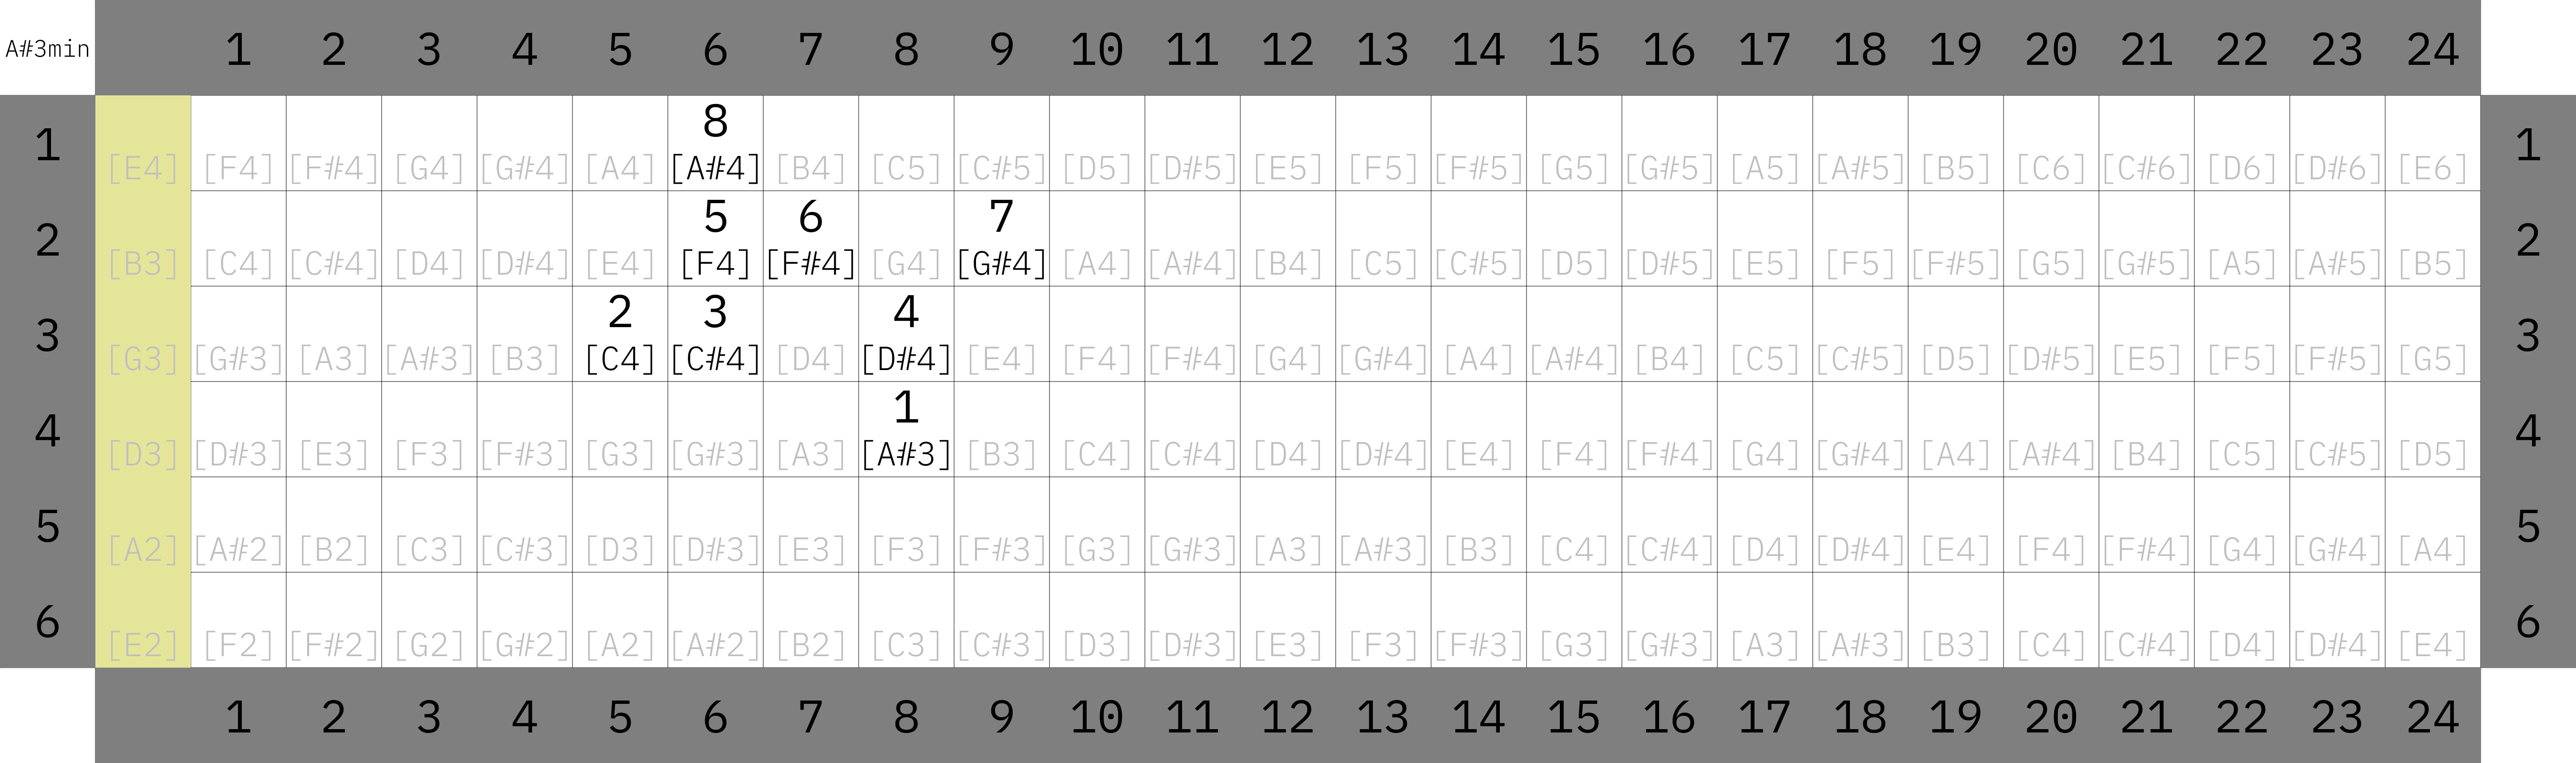 A#3min 1 2 3 4 5 6 7 8 9 10 11 12 13 14 15 16 17 18 19 20 21 22 23 24
8
1 [E4] [F4] [F#4] [G4] [G#4] [A4] [A#4] [B4] [C5] [C#5] [D5] [D#5] [E5] [F5] [F#5] [G5] [G#5] [A5] [A#5] [B5] [C6] [C#6] [D6] [D#6] [E6] 1
5 6 7
2 [B3] [C4] [C#4] [D4] [D#4] [E4] [F4] [F#4] [G4] [G#4] [A4] [A#4] [B4] [C5] [C#5] [D5] [D#5] [E5] [F5] [F#5] [G5] [G#5] [A5] [A#5] [B5] 2
2 3 4
3 [G3] [G#3] [A3] [A#3] [B3] [C4] [C#4] [D4] [D#4] [E4] [F4] [F#4] [G4] [G#4] [A4] [A#4] [B4] [C5] [C#5] [D5] [D#5] [E5] [F5] [F#5] [G5] 3
1
4 [D3] [D#3] [E3] [F3] [F#3] [G3] [G#3] [A3] [A#3] [B3] [C4] [C#4] [D4] [D#4] [E4] [F4] [F#4] [G4] [G#4] [A4] [A#4] [B4] [C5] [C#5] [D5] 4
5 [A2] [A#2] [B2] [C3] [C#3] [D3] [D#3] [E3] [F3] [F#3] [G3] [G#3] [A3] [A#3] [B3] [C4] [C#4] [D4] [D#4] [E4] [F4] [F#4] [G4] [G#4] [A4] 5
6 [E2] [F2] [F#2] [G2] [G#2] [A2] [A#2] [B2] [C3] [C#3] [D3] [D#3] [E3] [F3] [F#3] [G3] [G#3] [A3] [A#3] [B3] [C4] [C#4] [D4] [D#4] [E4] 6
1 2 3 4 5 6 7 8 9 10 11 12 13 14 15 16 17 18 19 20 21 22 23 24